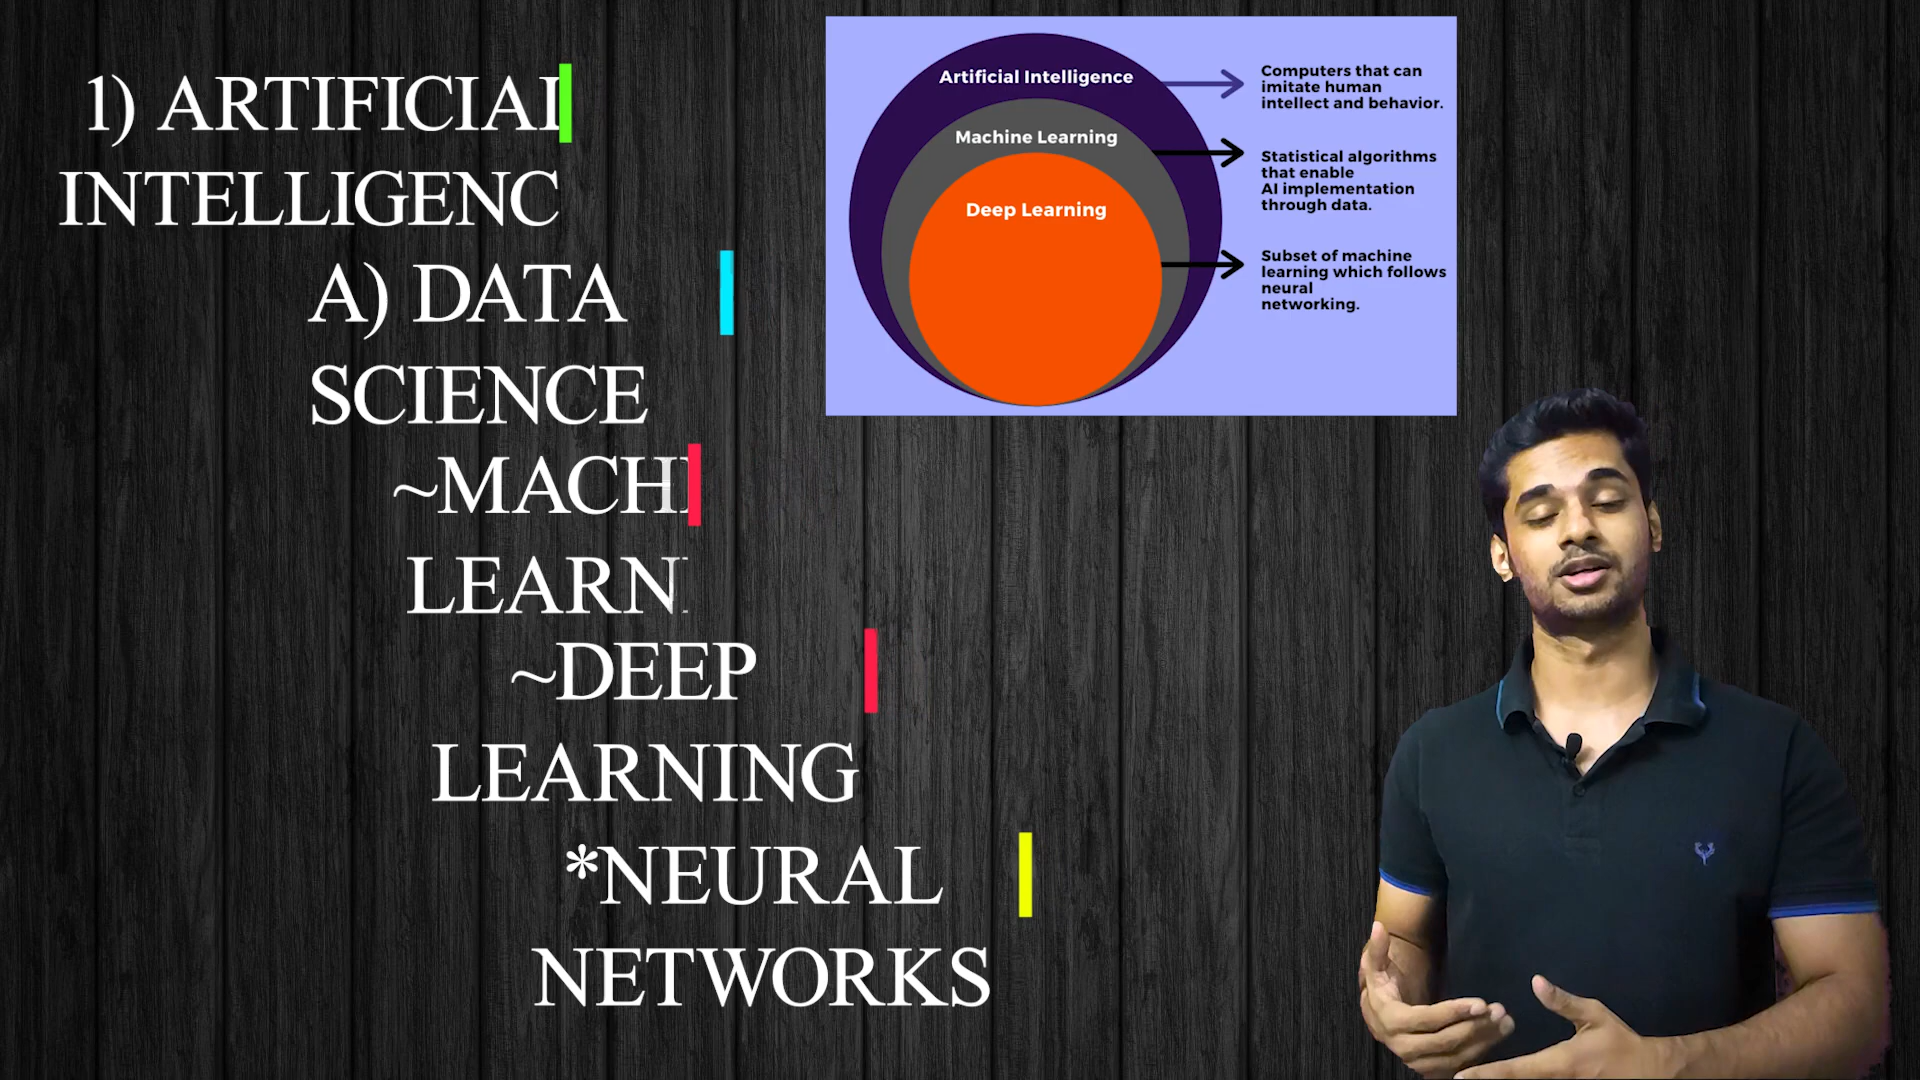 1) ARTIFICIAL
INTELLIGENC
A) DATA
SCIENCE
~MACHI
LEARN
~DEEP
LEARNING
*NEURAL
NETWORKS
Artificial Intelligence
Machine Learning
Deep Learning
Computers that can
imitate human
intellect and behavior.
Statistical algorithms
that enable
AI implementation
through data.
Subset of machine
learning which follows
neural
networking.